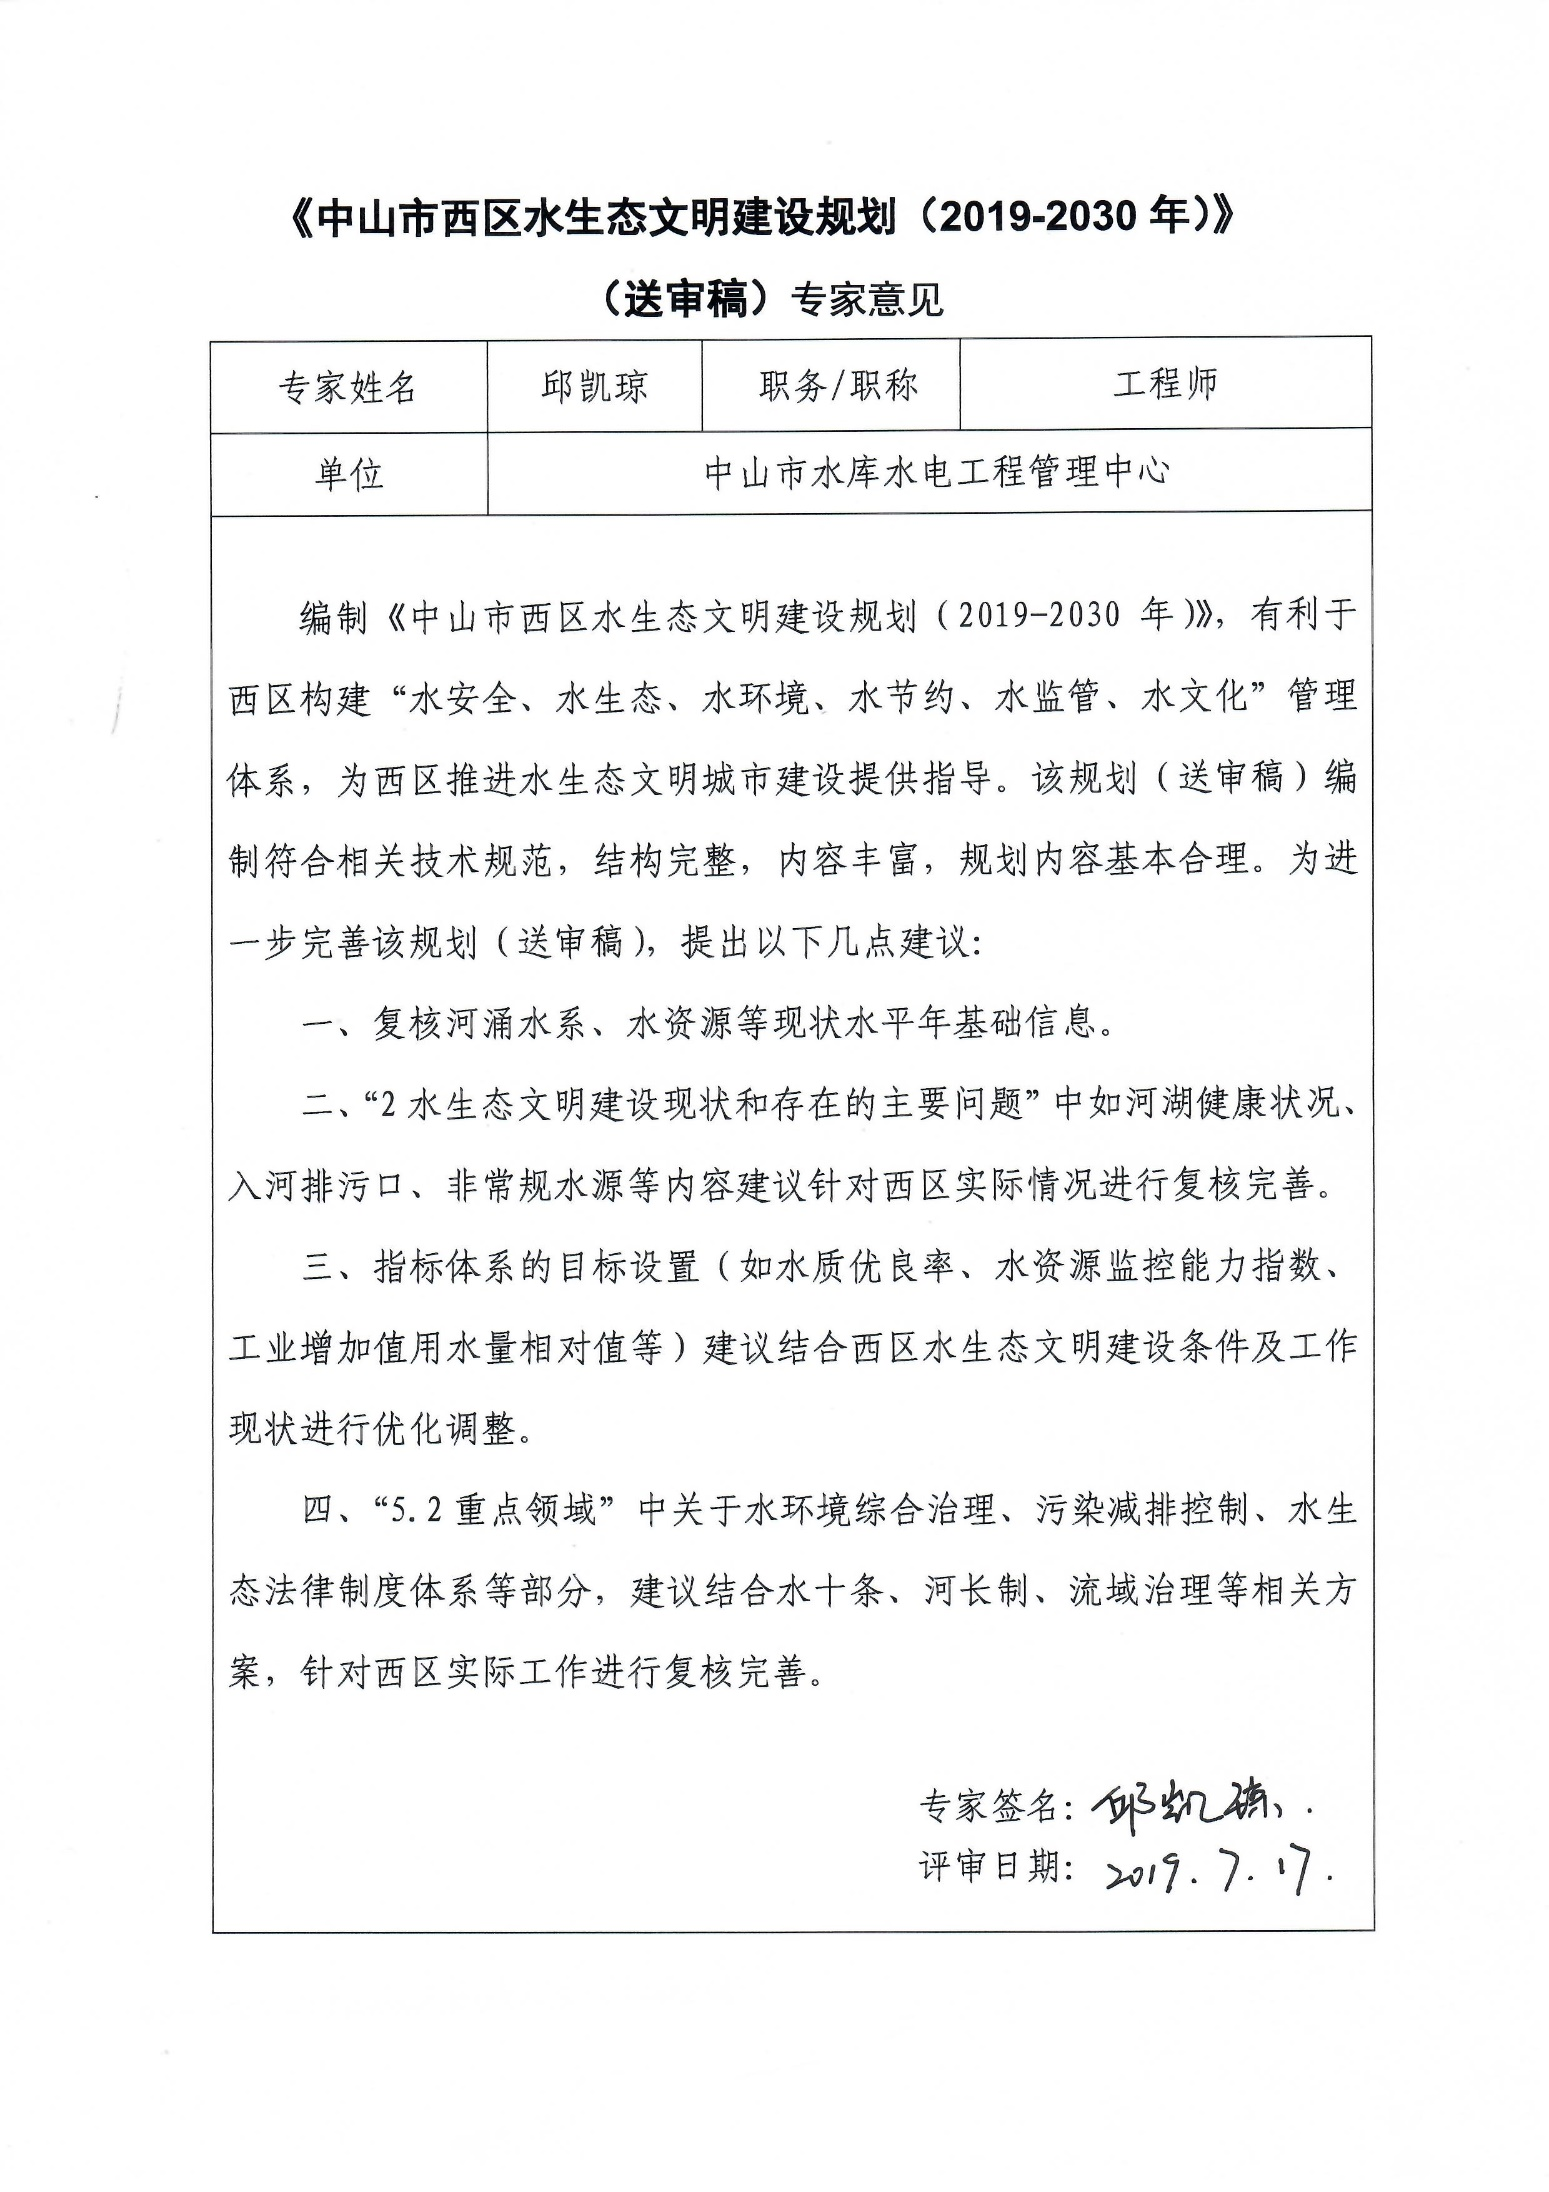 《中山市西区水生态文明建设规划（2019-2030 年）》
（送审稿）专家意见
专家姓名 邱凯琼 职务/职称 工程师
单位 中山市水库水电工程管理中心
编制《中山市西区水生态文明建设规划（2019-2030 年）》，有利于
西区构建“水安全、水生态、水环境、水节约、水监管、水文化”管理
体系，为西区推进水生态文明城市建设提供指导。该规划（送审稿）编
制符合相关技术规范，结构完整，内容丰富，规划内容基本合理。为进
一步完善该规划（送审稿），提出以下几点建议：
一、复核河涌水系、水资源等现状水平年基础信息。
二、“2 水生态文明建设现状和存在的主要问题”中如河湖健康状况、
入河排污口、非常规水源等内容建议针对西区实际情况进行复核完善。
三、指标体系的目标设置（如水质优良率、水资源监控能力指数、
工业增加值用水量相对值等）建议结合西区水生态文明建设条件及工作
现状进行优化调整。
四、“5.2 重点领域”中关于水环境综合治理、污染减排控制、水生
态法律制度体系等部分，建议结合水十条、河长制、流域治理等相关方
案，针对西区实际工作进行复核完善。
专家签名：邱凯琼.
评审日期：2019.7.17.